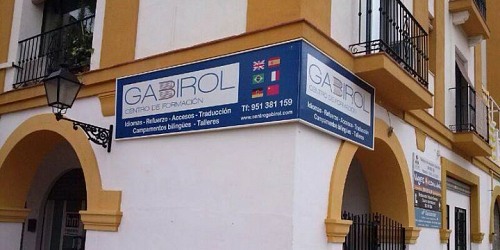 GABIROL
CENTRO DE FORMACIÓN
Tf: 951 381 159
www.centrogabirol.com
Idiomas - Refuerzo - Accesos - Traducción
Campamentos bilingües - Talleres
GABIROL
CENTRO DE FORMACIÓN
Idiomas - Refuerzo - Accesos - Traducción
Campamentos bilingües - Talleres